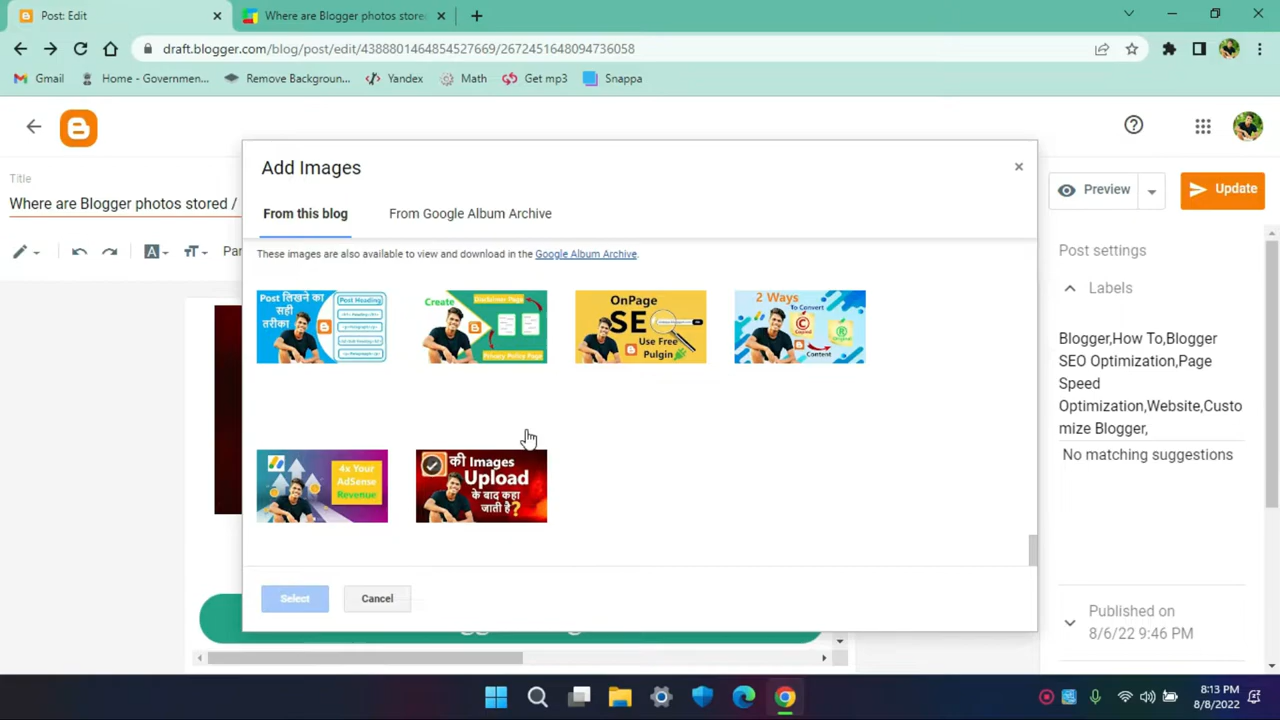 Post: Edit
Where are Blogger photos store
draft.blogger.com/blog/post/edit/4388801464854527669/2672451648094736058
Gmail
Home - Governmen...
Remove Backgroun...
Yandex
Math
Get mp3
Snappa
Title
Where are Blogger photos stored /
Par
Add Images
From this blog
From Google Album Archive
These images are also available to view and download in the Google Album Archive.
Post लिखने का
सही
तरीका
Post Heading
Create
Disclaimer Page
Privacy Policy Page
OnPage
SE
Use Free
Pulgin
2 Ways
To Convert
Content
4x Your
AdSense
Revenue
की Images
Upload
के बाद कहा
जाती है?
Select
Cancel
Preview
Update
Post settings
Labels
Blogger,How To,Blogger
SEO Optimization,Page
Speed
Optimization,Website,Custo
mize Blogger,
No matching suggestions
Published on
8/6/22 9:46 PM
8:13 PM
8/8/2022